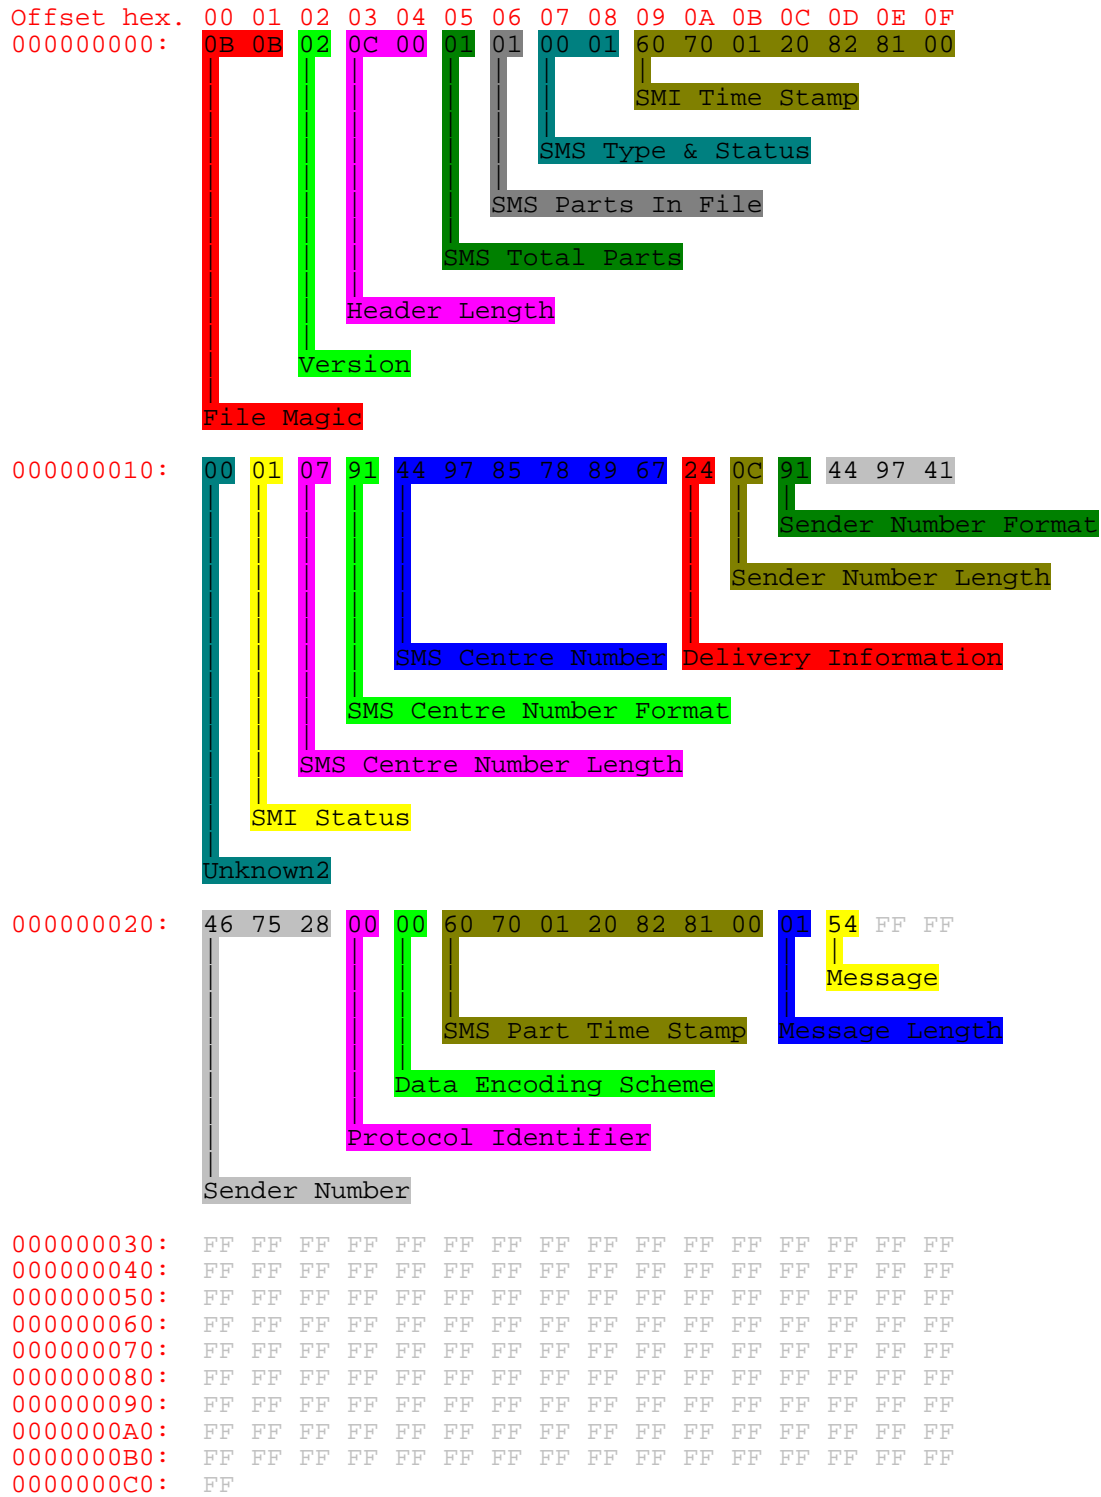 Offset hex. 00 01 02 03 04 05 06 07 08 09 0A 0B 0C 0D 0E 0F
000000000: 0B 0B 02 0C 00 01 01 00 01 60 70 01 20 82 81 00
SMI Time Stamp
SMS Type & Status
SMS Parts In File
SMS Total Parts
Header Length
Version
File Magic
000000010: 00 01 07 91 44 97 85 78 89 67 24 0C 91 44 97 41
Sender Number Format
Sender Number Length
SMS Centre Number Delivery Information
SMS Centre Number Format
SMS Centre Number Length
SMI Status
Unknown2
000000020: 46 75 28 00 00 60 70 01 20 82 81 00 01 54 FF FF
Message
SMS Part Time Stamp Message Length
Data Encoding Scheme
Protocol Identifier
Sender Number
000000030: FF FF FF FF FF FF FF FF FF FF FF FF FF FF FF FF
000000040: FF FF FF FF FF FF FF FF FF FF FF FF FF FF FF FF
000000050: FF FF FF FF FF FF FF FF FF FF FF FF FF FF FF FF
000000060: FF FF FF FF FF FF FF FF FF FF FF FF FF FF FF FF
000000070: FF FF FF FF FF FF FF FF FF FF FF FF FF FF FF FF
000000080: FF FF FF FF FF FF FF FF FF FF FF FF FF FF FF FF
000000090: FF FF FF FF FF FF FF FF FF FF FF FF FF FF FF FF
0000000A0: FF FF FF FF FF FF FF FF FF FF FF FF FF FF FF FF
0000000B0: FF FF FF FF FF FF FF FF FF FF FF FF FF FF FF FF
0000000C0: FF